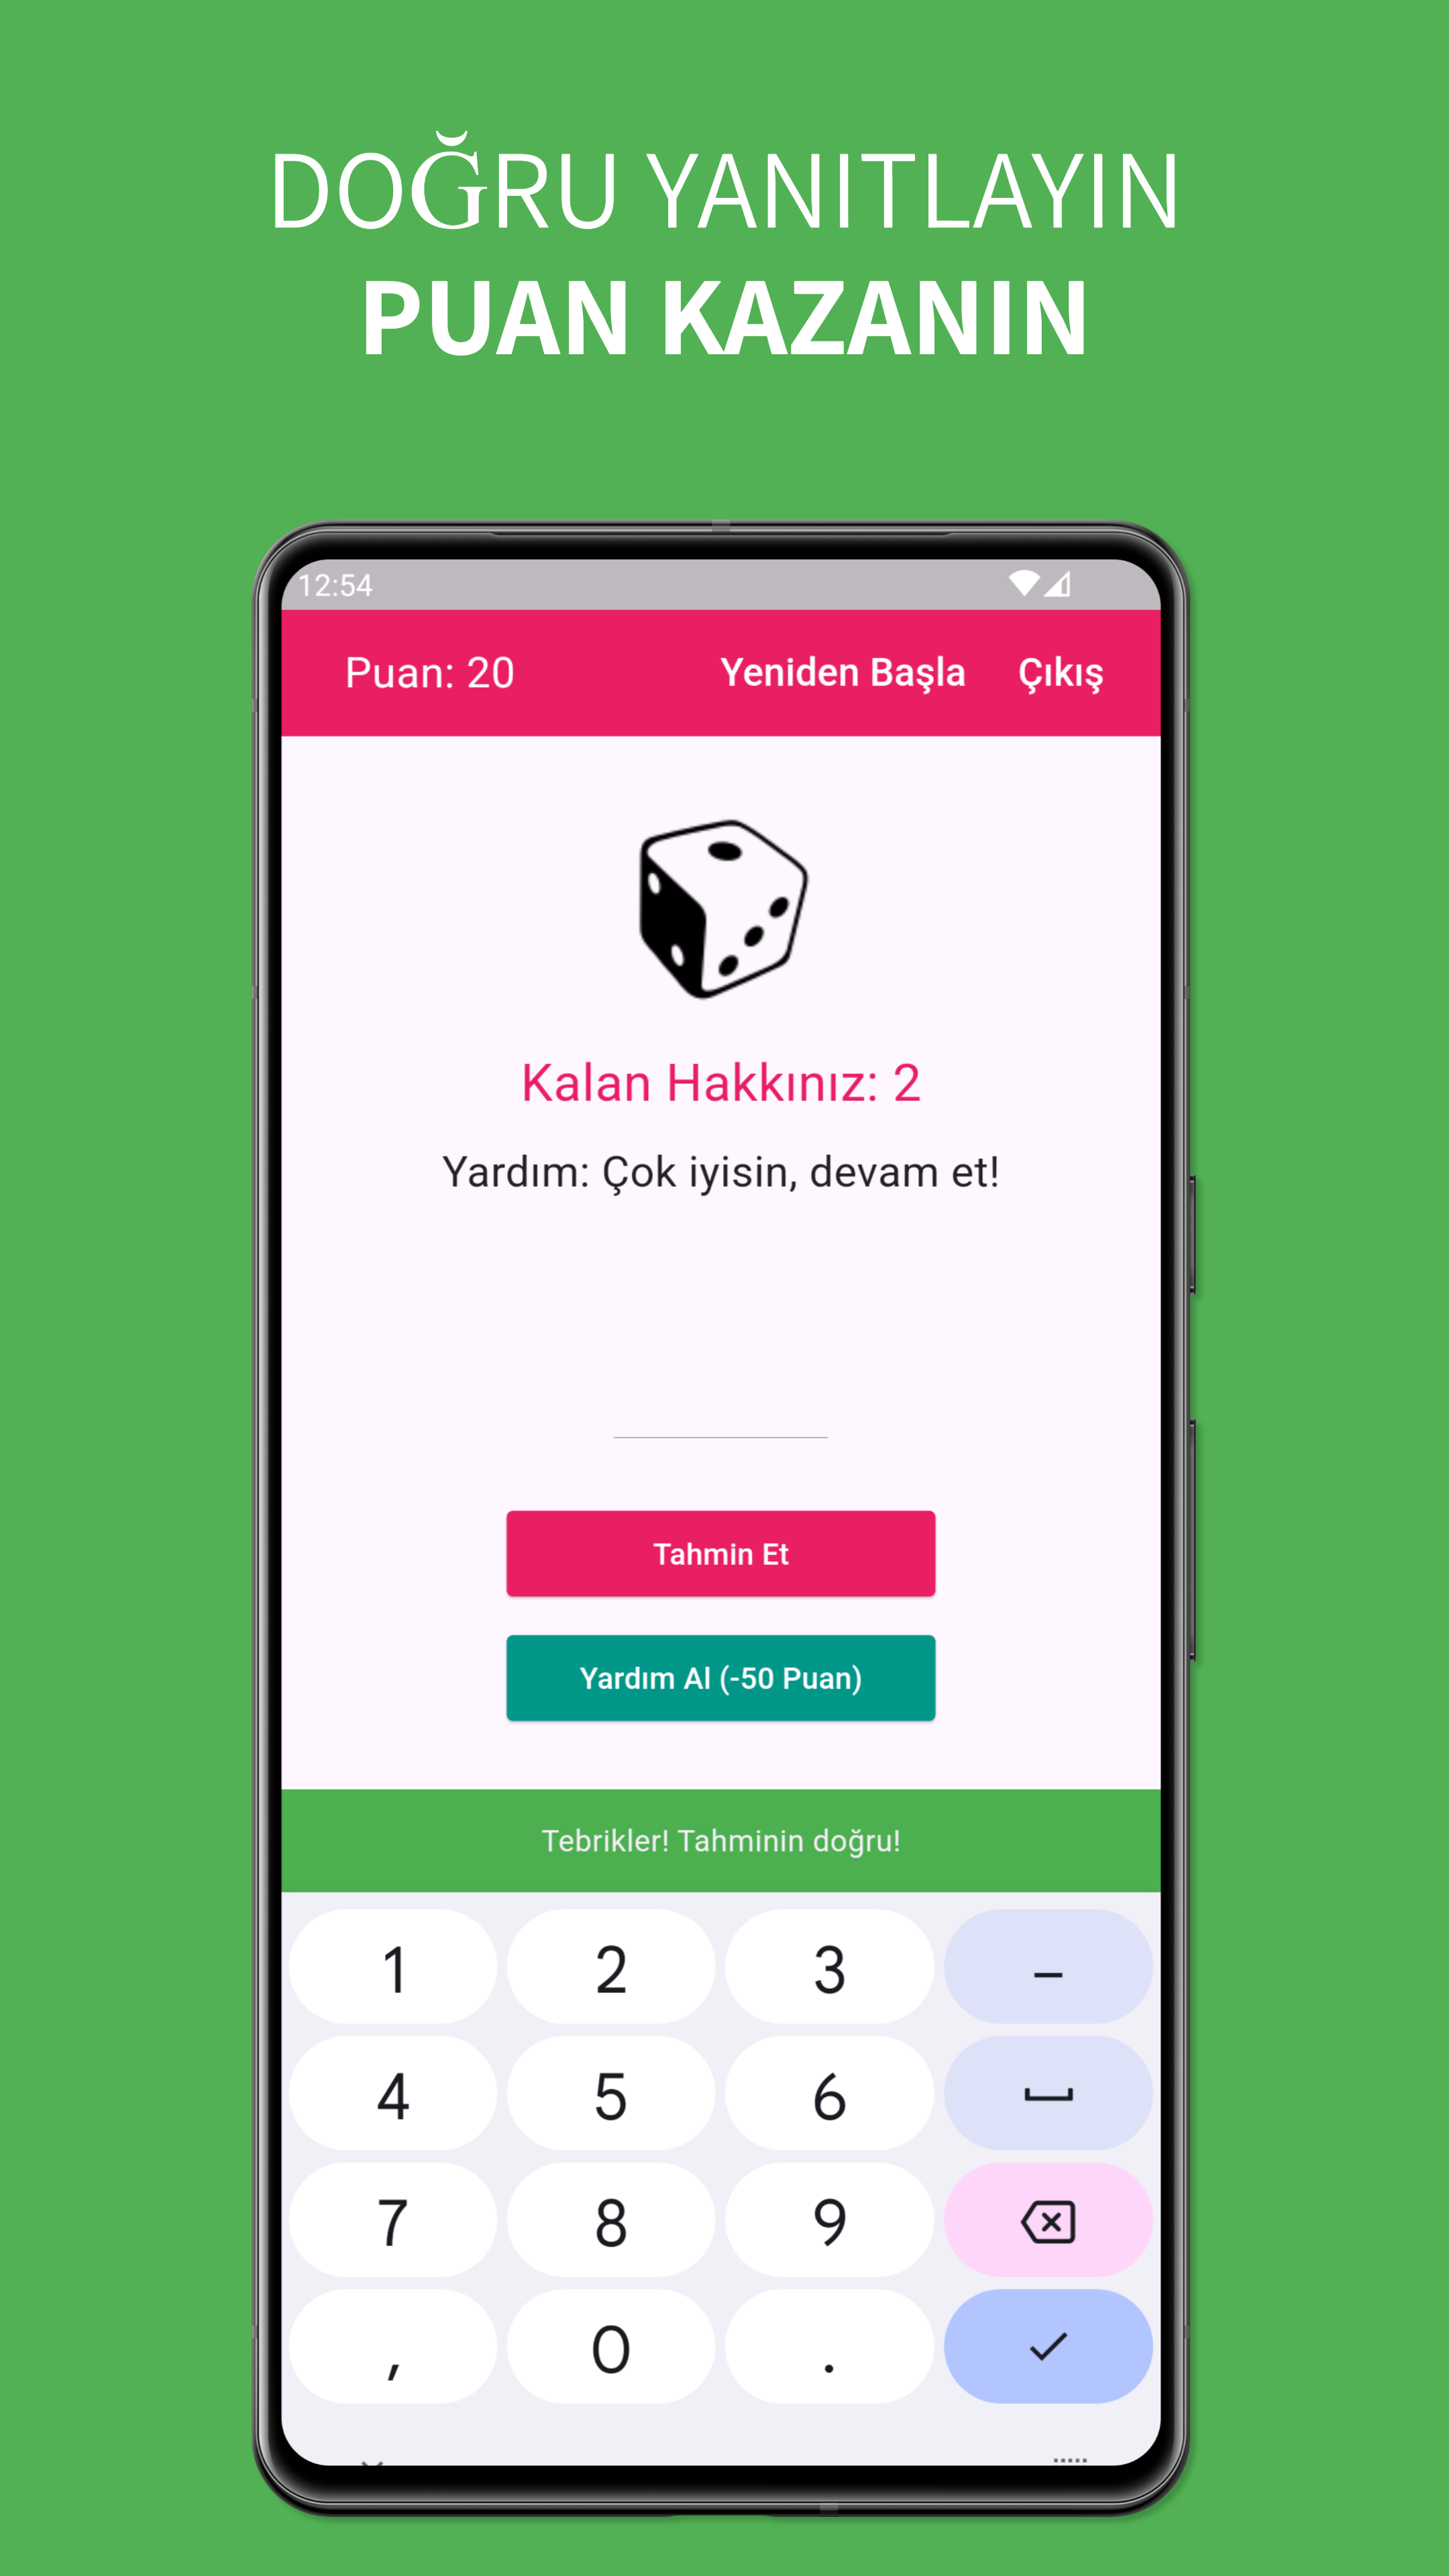 DOĞRU YANITLAYIN
PUAN KAZANIN
12:54
Puan: 20 Yeniden Başla Çıkış
Kalan Hakkınız: 2
Yardım: Çok iyisin, devam et!
Tahmin Et
Yardım Al (-50 Puan)
Tebrikler! Tahminin doğru!
1 2 3 –
4 5 6
7 8 9
, 0 .